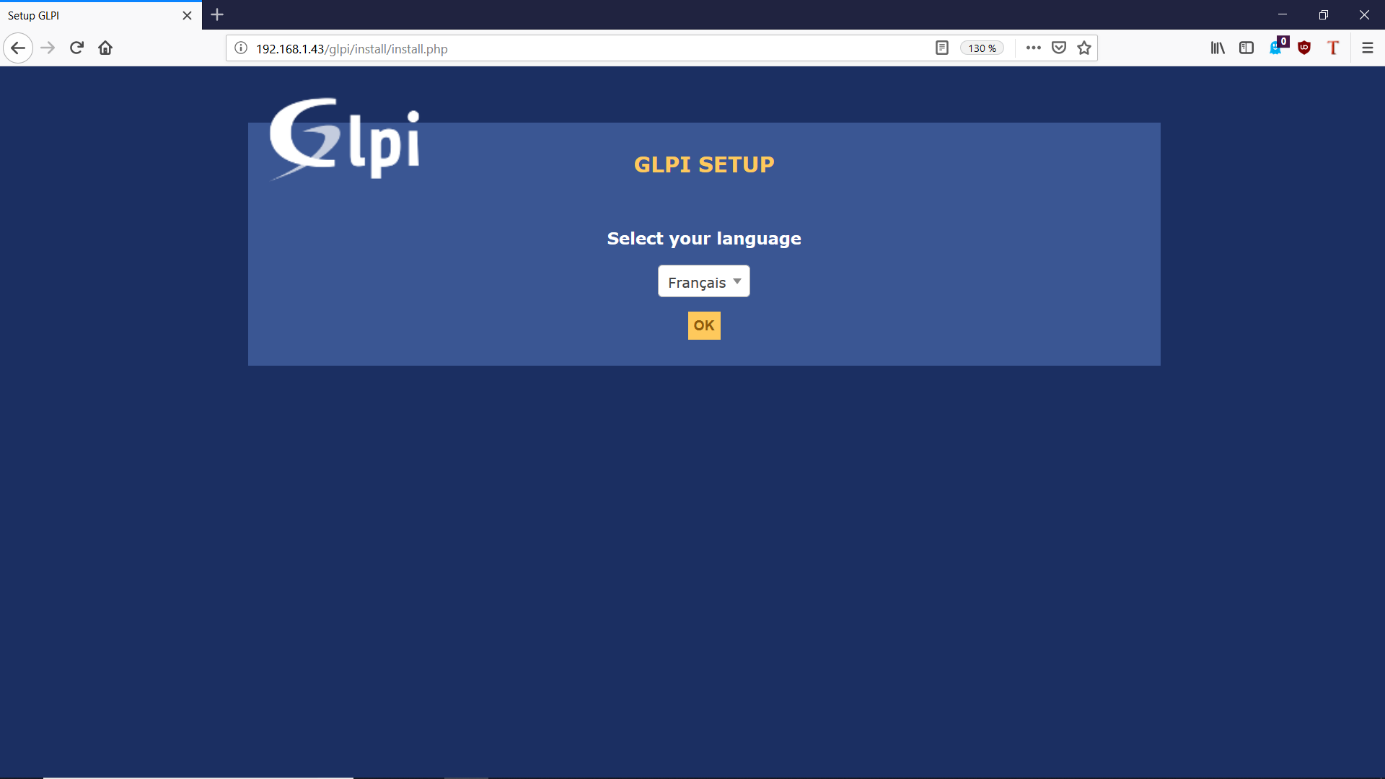 Setup GLPI
192.168.1.43/glpi/install/install.php
130 %
0
Glpi
GLPI SETUP
Select your language
Français
OK